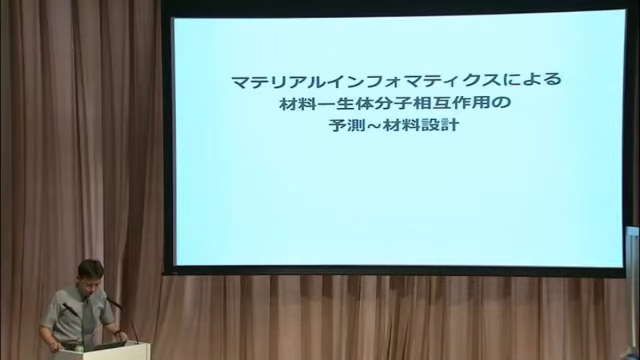 マテリアルインフォマティクスによる
材料ー生体分子相互作用の
予測~材料設計